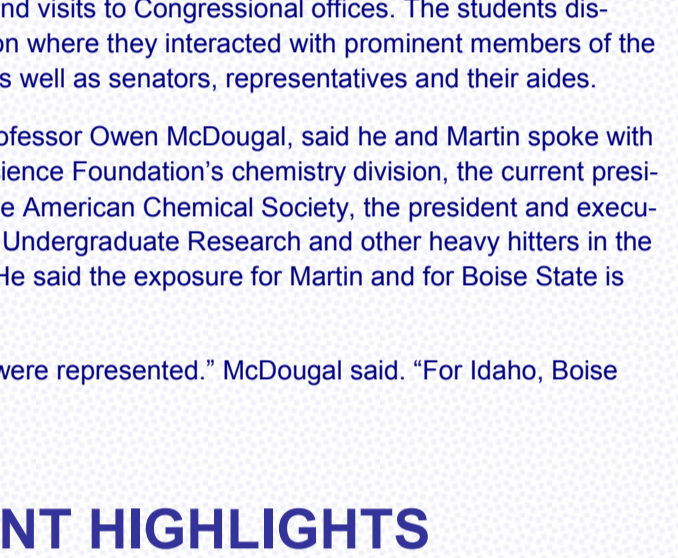 nd visits to Congressional offices. The students dis-
on where they interacted with prominent members of the
s well as senators, representatives and their aides.
ofessor Owen McDougal, said he and Martin spoke with
ience Foundation’s chemistry division, the current presi-
e American Chemical Society, the president and execu-
Undergraduate Research and other heavy hitters in the
He said the exposure for Martin and for Boise State is
were represented.” McDougal said. “For Idaho, Boise
NT HIGHLIGHTS